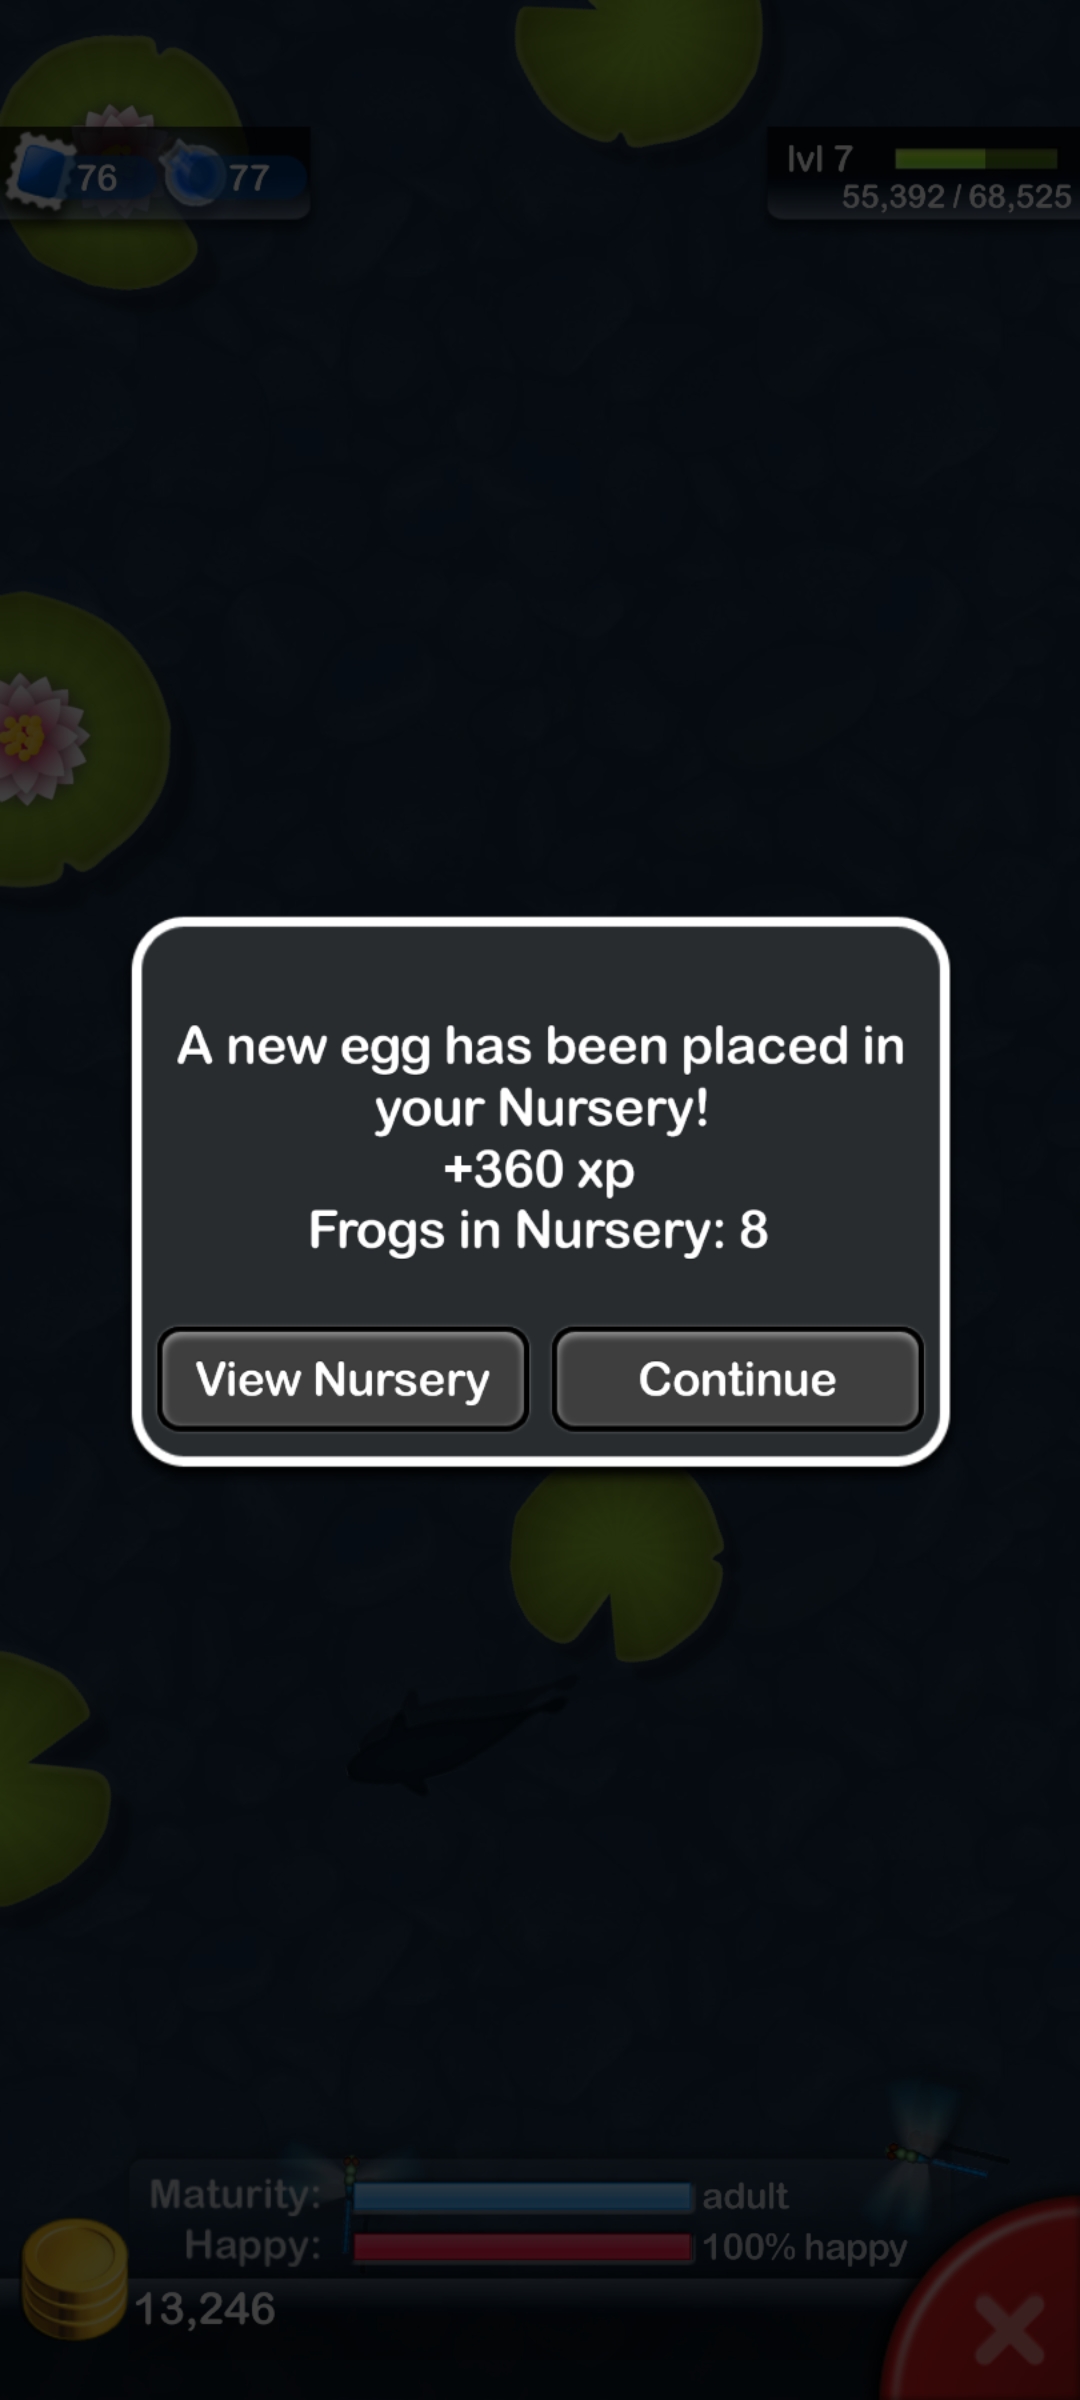 76
77
lvl 7
55,392 / 68,525
A new egg has been placed in
your Nursery!
+360 xp
Frogs in Nursery: 8
View Nursery
Continue
Maturity:
adult
Happy:
100% happy
13,246